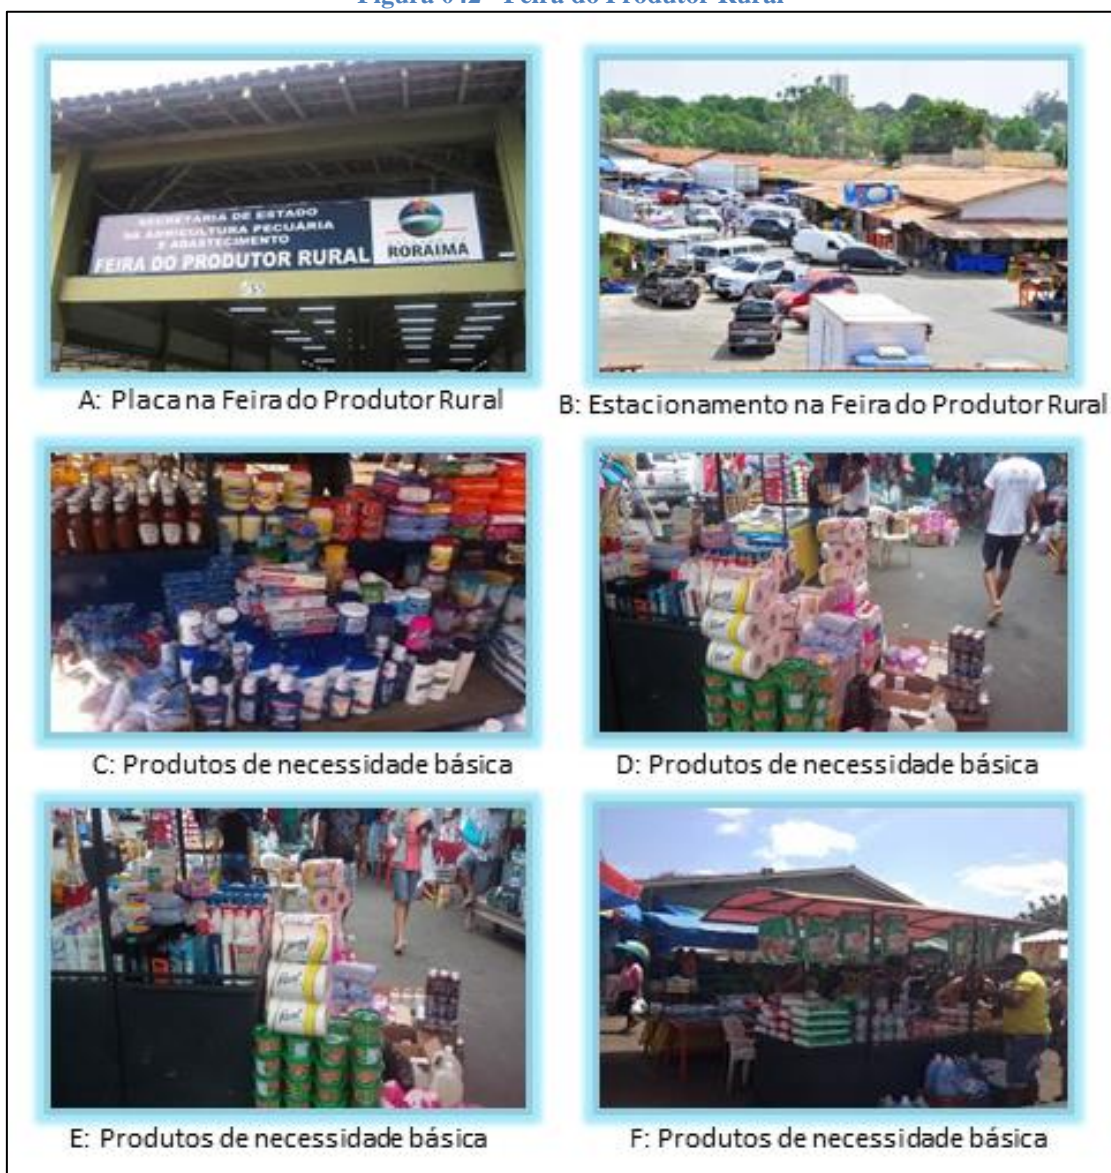 Figura 042 - Feira do Produtor Rural
SECRETÁRIA DE ESTADO
DA AGRICULTURA PECUÁRIA
E ABASTECIMENTO
FEIRA DO PRODUTOR RURAL
RORAIMA
A: Placa na Feira do Produtor Rural
B: Estacionamento na Feira do Produtor Rural
C: Produtos de necessidade básica
D: Produtos de necessidade básica
E: Produtos de necessidade básica
F: Produtos de necessidade básica